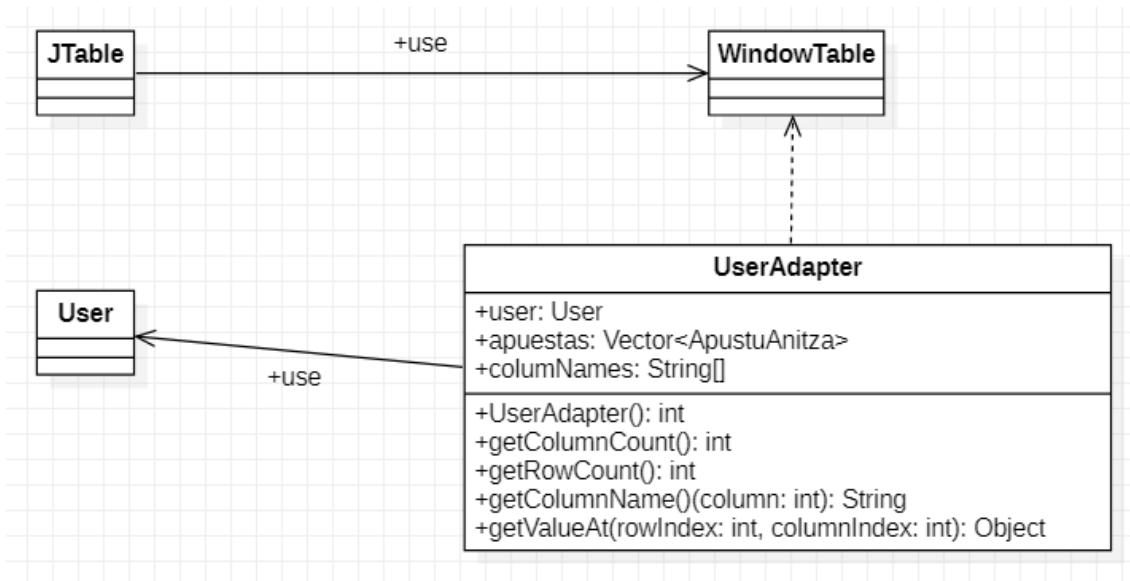 JTable
+use
WindowTable
User
+use
UserAdapter
+user: User
+apuestas: Vector<ApustuAnitza>
+columNames: String[]
+UserAdapter(): int
+getColumnCount(): int
+getRowCount(): int
+getColumnName()(column: int): String
+getValueAt(rowIndex: int, columnIndex: int): Object